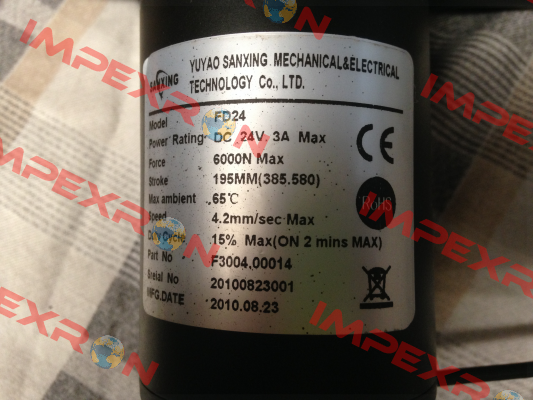 SANXING
YUYAO SANXING MECHANICAL&ELECTRICAL
TECHNOLOGY Co., LTD.
Model FD24
Power Rating DC 24V 3A Max
Force 6000N Max
Stroke 195MM(385.580)
Max ambient 65℃
Speed 4.2mm/sec Max
Duty Cycle 15% Max(ON 2 mins MAX)
Part No F3004.00014
Srerial No 20100823001
MFG.DATE 2010.08.23
CE
RoHS
IMPEXRON
IMPEXRON
IMPEXRON
IMPEXRON
IMPEXRON